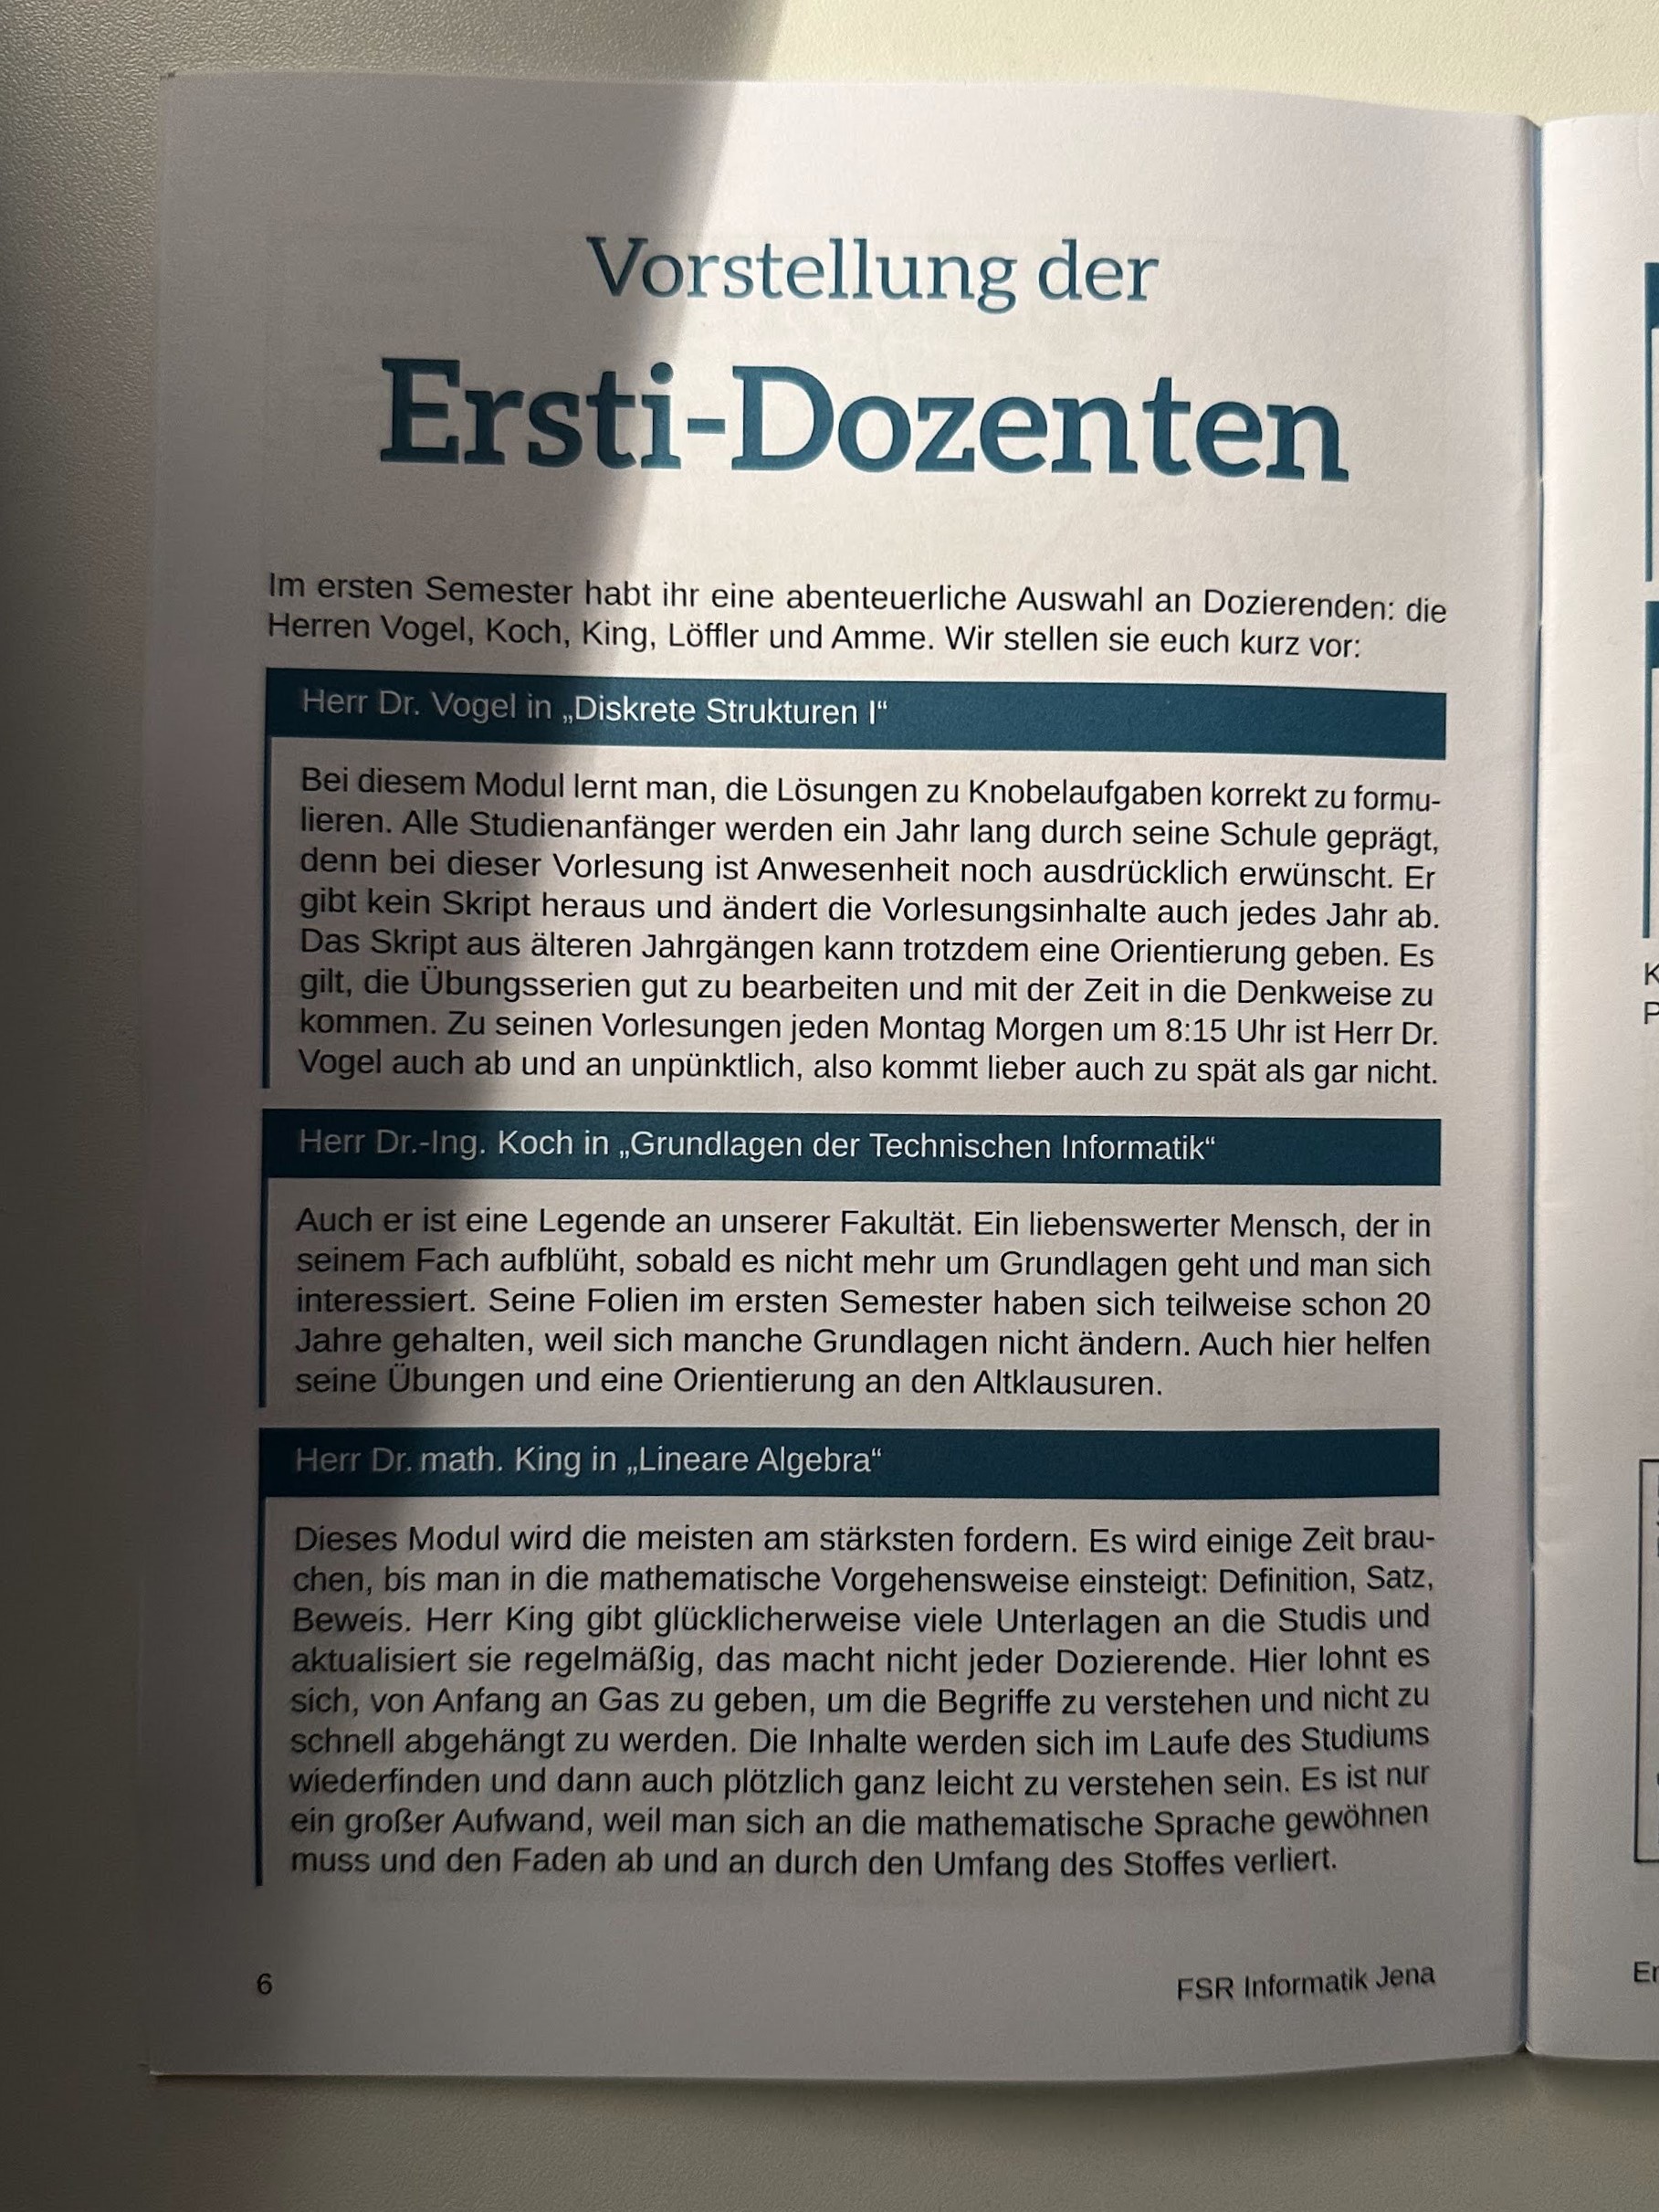 Vorstellung der
Ersti-Dozenten
Im ersten Semester habt ihr eine abenteuerliche Auswahl an Dozierenden: die
Herren Vogel, Koch, King, Löffler und Amme. Wir stellen sie euch kurz vor:
Herr Dr. Vogel in „Diskrete Strukturen I“
Bei diesem Modul lernt man, die Lösungen zu Knobelaufgaben korrekt zu formu-
lieren. Alle Studienanfänger werden ein Jahr lang durch seine Schule geprägt,
denn bei dieser Vorlesung ist Anwesenheit noch ausdrücklich erwünscht. Er
gibt kein Skript heraus und ändert die Vorlesungsinhalte auch jedes Jahr ab.
Das Skript aus älteren Jahrgängen kann trotzdem eine Orientierung geben. Es
gilt, die Übungsserien gut zu bearbeiten und mit der Zeit in die Denkweise zu
kommen. Zu seinen Vorlesungen jeden Montag Morgen um 8:15 Uhr ist Herr Dr.
Vogel auch ab und an unpünktlich, also kommt lieber auch zu spät als gar nicht.
Herr Dr.-Ing. Koch in „Grundlagen der Technischen Informatik“
Auch er ist eine Legende an unserer Fakultät. Ein liebenswerter Mensch, der in
seinem Fach aufblüht, sobald es nicht mehr um Grundlagen geht und man sich
interessiert. Seine Folien im ersten Semester haben sich teilweise schon 20
Jahre gehalten, weil sich manche Grundlagen nicht ändern. Auch hier helfen
seine Übungen und eine Orientierung an den Altklausuren.
Herr Dr. math. King in „Lineare Algebra“
Dieses Modul wird die meisten am stärksten fordern. Es wird einige Zeit brau-
chen, bis man in die mathematische Vorgehensweise einsteigt: Definition, Satz,
Beweis. Herr King gibt glücklicherweise viele Unterlagen an die Studis und
aktualisiert sie regelmäßig, das macht nicht jeder Dozierende. Hier lohnt es
sich, von Anfang an Gas zu geben, um die Begriffe zu verstehen und nicht zu
schnell abgehängt zu werden. Die Inhalte werden sich im Laufe des Studiums
wiederfinden und dann auch plötzlich ganz leicht zu verstehen sein. Es ist nur
ein großer Aufwand, weil man sich an die mathematische Sprache gewöhnen
muss und den Faden ab und an durch den Umfang des Stoffes verliert.
6
FSR Informatik Jena